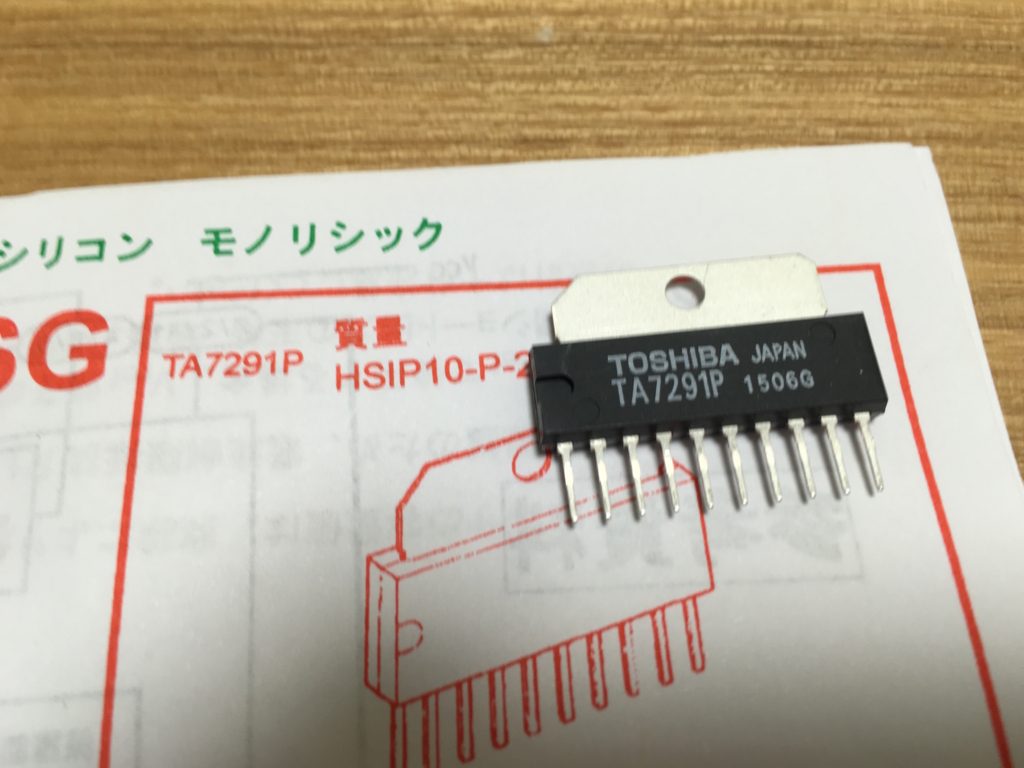 シリコン モノリシック
SG
質量
TA7291P
HSIP10-P-2
TOSHIBA JAPAN
TA7291P 1506G